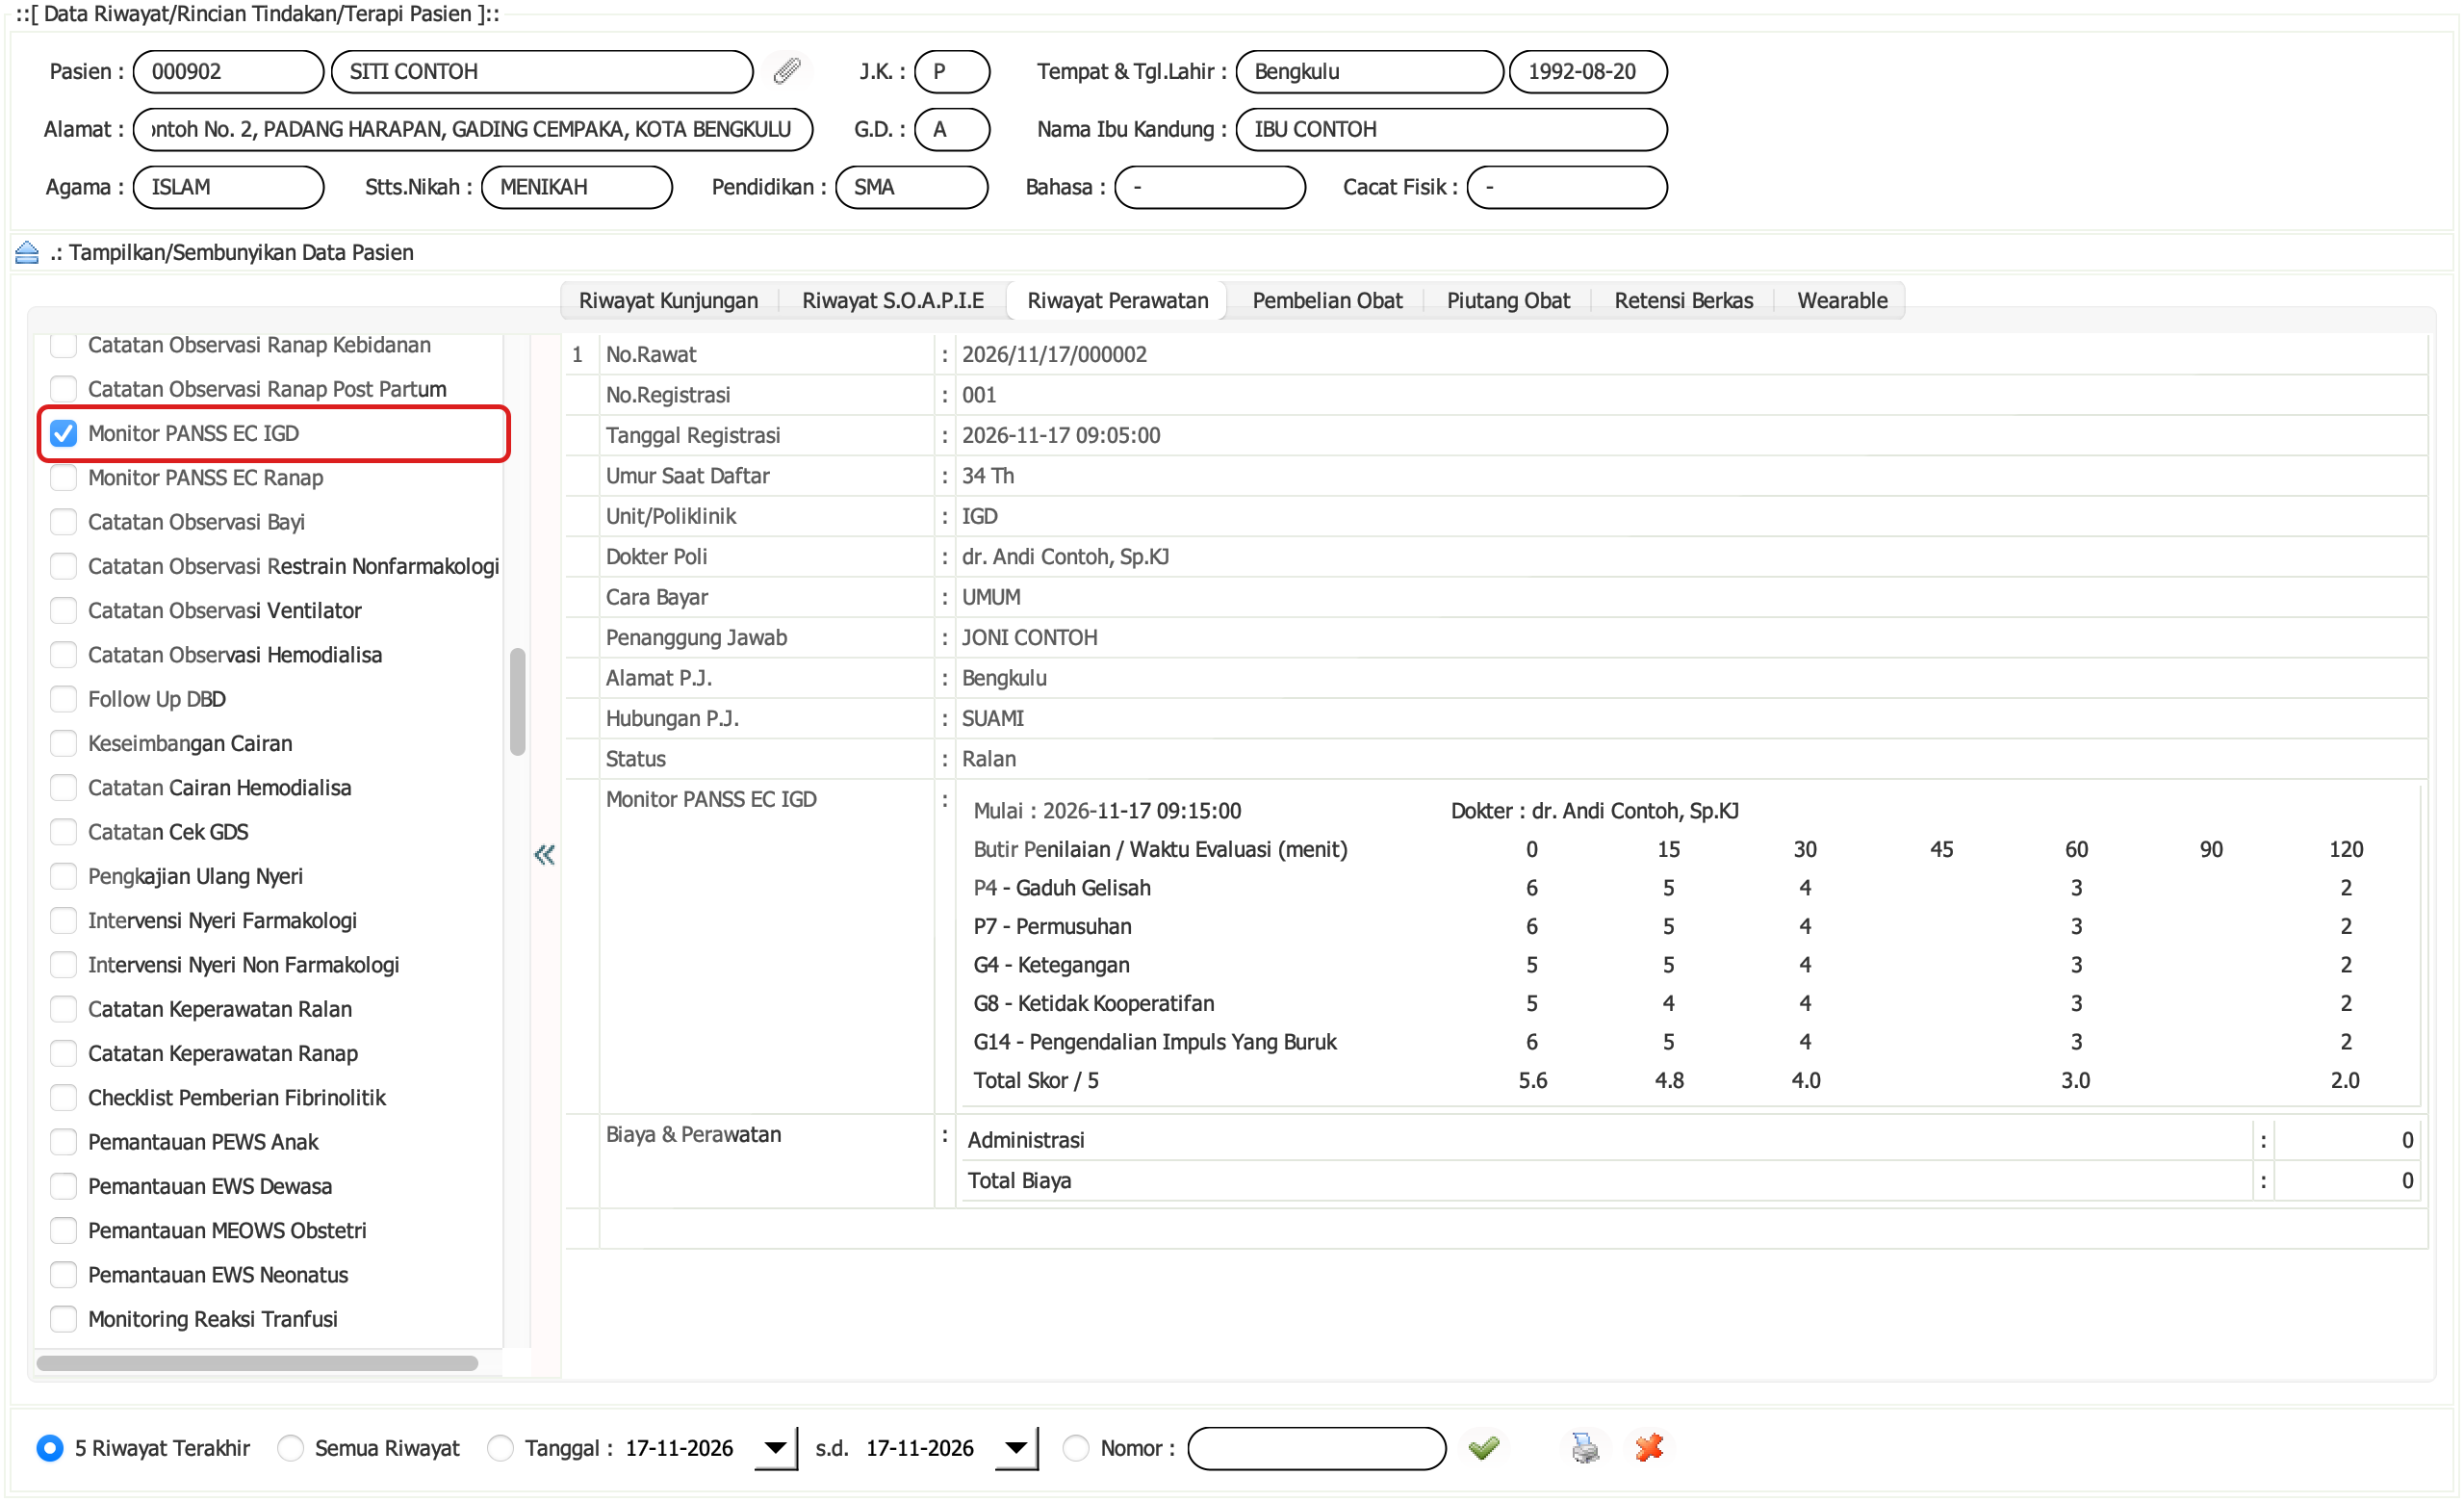 ::[ Data Riwayat/Rincian Tindakan/Terapi Pasien ]::
Pasien : 000902 SITI CONTOH J.K. : P Tempat & Tgl.Lahir : Bengkulu 1992-08-20
Alamat : ontoh No. 2, PADANG HARAPAN, GADING CEMPAKA, KOTA BENGKULU G.D. : A Nama Ibu Kandung : IBU CONTOH
Agama : ISLAM Stts.Nikah : MENIKAH Pendidikan : SMA Bahasa : - Cacat Fisik : -
.: Tampilkan/Sembunyikan Data Pasien
Riwayat Kunjungan Riwayat S.O.A.P.I.E Riwayat Perawatan Pembelian Obat Piutang Obat Retensi Berkas Wearable
Catatan Observasi Ranap Kebidanan
Catatan Observasi Ranap Post Partum
Monitor PANSS EC IGD
Monitor PANSS EC Ranap
Catatan Observasi Bayi
Catatan Observasi Restrain Nonfarmakologi
Catatan Observasi Ventilator
Catatan Observasi Hemodialisa
Follow Up DBD
Keseimbangan Cairan
Catatan Cairan Hemodialisa
Catatan Cek GDS
Pengkajian Ulang Nyeri
Intervensi Nyeri Farmakologi
Intervensi Nyeri Non Farmakologi
Catatan Keperawatan Ralan
Catatan Keperawatan Ranap
Checklist Pemberian Fibrinolitik
Pemantauan PEWS Anak
Pemantauan EWS Dewasa
Pemantauan MEOWS Obstetri
Pemantauan EWS Neonatus
Monitoring Reaksi Tranfusi
1 No.Rawat : 2026/11/17/000002
No.Registrasi : 001
Tanggal Registrasi : 2026-11-17 09:05:00
Umur Saat Daftar : 34 Th
Unit/Poliklinik : IGD
Dokter Poli : dr. Andi Contoh, Sp.KJ
Cara Bayar : UMUM
Penanggung Jawab : JONI CONTOH
Alamat P.J. : Bengkulu
Hubungan P.J. : SUAMI
Status : Ralan
Monitor PANSS EC IGD : Mulai : 2026-11-17 09:15:00 Dokter : dr. Andi Contoh, Sp.KJ
Butir Penilaian / Waktu Evaluasi (menit) 0 15 30 45 60 90 120
P4 - Gaduh Gelisah 6 5 4 3 2
P7 - Permusuhan 6 5 4 3 2
G4 - Ketegangan 5 5 4 3 2
G8 - Ketidak Kooperatifan 5 4 4 3 2
G14 - Pengendalian Impuls Yang Buruk 6 5 4 3 2
Total Skor / 5 5.6 4.8 4.0 3.0 2.0
Biaya & Perawatan : Administrasi : 0
Total Biaya : 0
5 Riwayat Terakhir Semua Riwayat Tanggal : 17-11-2026 s.d. 17-11-2026 Nomor :